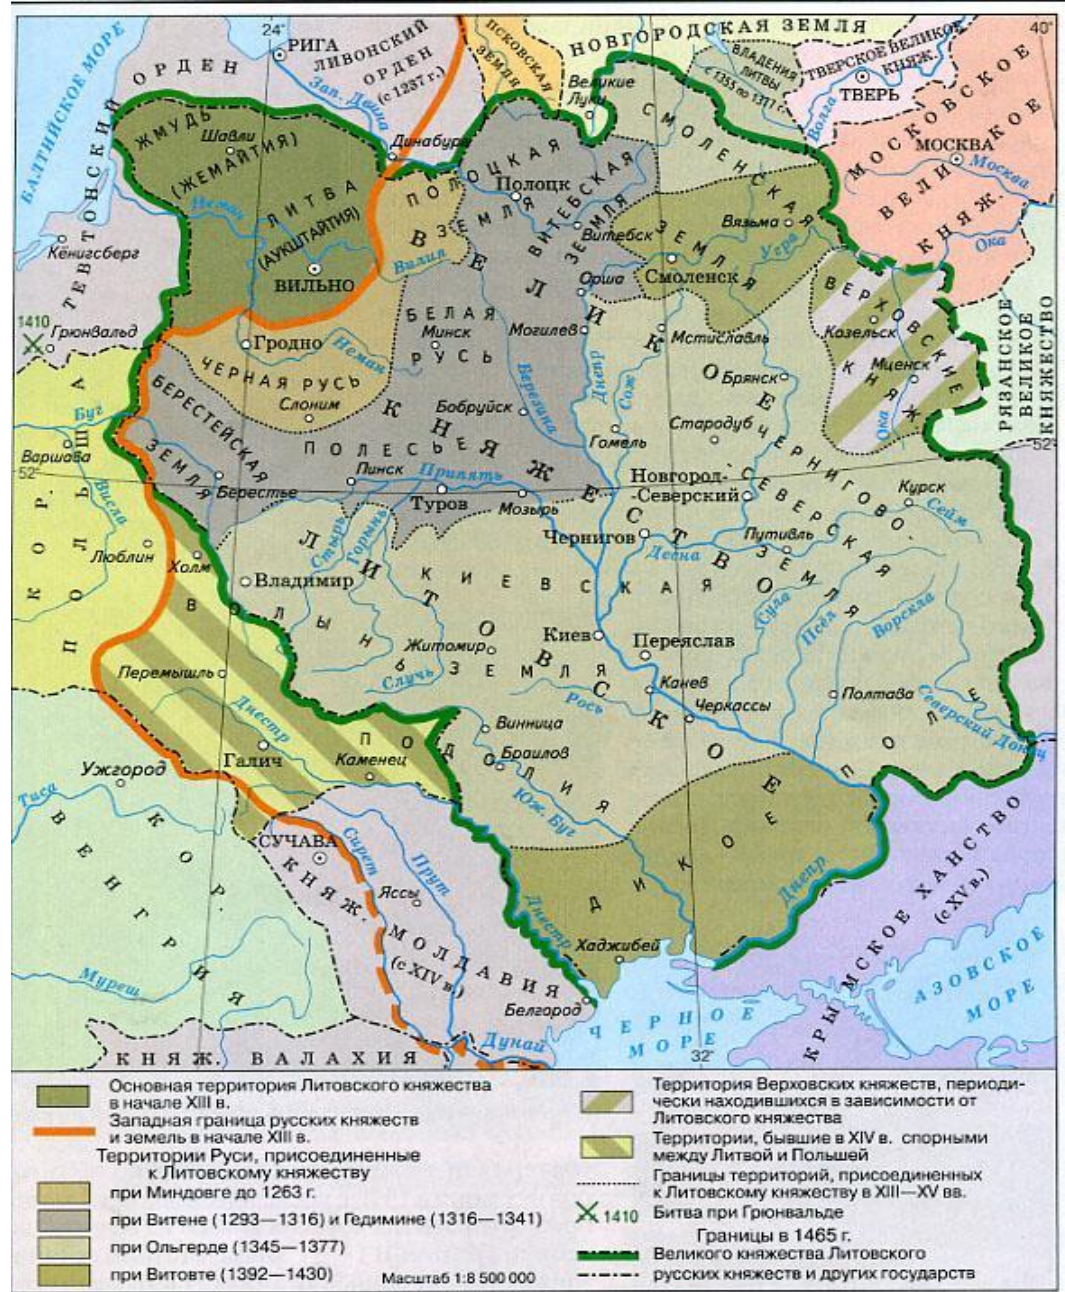 24°
40°
БАЛТИЙСКОЕ МОРЕ
РИГА
ОРДЕН
ЛИВОНСКИЙ
ОРДЕН
(с 1237 г.)
ПСКОВСКАЯ
ЗЕМЛЯ
НОВГОРОДСКАЯ ЗЕМЛЯ
Великие
Луки
ВЛАДЕНИЯ
ЛИТВЫ
с 1355 по 1371 г.
ТВЕРСКОЕ ВЕЛИКОЕ
КНЯЖ.
ТВЕРЬ
Волга
МОСКОВСКОЕ
ВЕЛИКОЕ
КНЯЖ.
МОСКВА
Москва
Ока
Зап. Двина
Динабург
ТЕВТОНСКИЙ
ЖМУДЬ
Шавли
(ЖЕМАЙТИЯ)
Неман
ЛИТВА
(АУКШТАЙТИЯ)
ВИЛЬНО
Кёнигсберг
1410
Грюнвальд
ПОЛОЦКАЯ
ЗЕМЛЯ
Полоцк
ВИТЕБСКАЯ
ЗЕМЛЯ
Витебск
Вилия
СМОЛЕНСКАЯ
ЗЕМЛЯ
Вязьма
Угра
Смоленск
Орша
ВЕЛИКОЕ
КНЯЖЕСТВО
ЛИТОВСКОЕ
БЕЛАЯ
Минск
РУСЬ
Могилев
Мстиславль
ВЕРХОВСКИЕ
КНЯЖ.
Козельск
Мценск
Ока
РЯЗАНСКОЕ
ВЕЛИКОЕ
КНЯЖЕСТВО
Гродно
Неман
ЧЕРНАЯ РУСЬ
Слоним
Березина
Днепр
Сож
Брянск
Бобруйск
Гомель
Стародуб
БЕРЕСТЕЙСКАЯ
ЗЕМЛЯ
Берестье
ПОЛЕСЬЕ
Пинск
Припять
Туров
Мозырь
Буг
Варшава
52°
52°
Висла
КОР.
ПОЛЬША
Люблин
Холм
Новгород-
-Северский
ЧЕРНИГОВО-
СЕВЕРСКАЯ
ЗЕМЛЯ
Курск
Сейм
Чернигов
Десна
Путивль
Стырь
Горынь
Владимир
ВОЛЫНЬ
КИЕВСКАЯ
ЗЕМЛЯ
Житомир
Случь
Киев
Переяслав
Сула
Псёл
Ворскла
Перемышль
Днестр
Канев
Рось
Черкассы
Полтава
Северский Донец
Винница
Браилов
ПОДОЛИЯ
Юж. Буг
Галич
Каменец
Ужгород
Тиса
КОР.
ВЕНГРИЯ
Муреш
СУЧАВА
Сирет
Прут
Яссы
КНЯЖ.
МОЛДАВИЯ
(с XIV в.)
Днестр
ДИКОЕ
ПОЛЕ
Днепр
Хаджибей
Белгород
КРЫМСКОЕ ХАНСТВО
(с XV в.)
АЗОВСКОЕ
МОРЕ
ЧЕРНОЕ
МОРЕ
32°
Дунай
КНЯЖ. ВАЛАХИЯ
Основная территория Литовского княжества
в начале XIII в.
Западная граница русских княжеств
и земель в начале XIII в.
Территории Руси, присоединенные
к Литовскому княжеству
при Миндовге до 1263 г.
при Витене (1293—1316) и Гедимине (1316—1341)
при Ольгерде (1345—1377)
при Витовте (1392—1430)
Масштаб 1:8 500 000
Территория Верховских княжеств, периоди-
чески находившихся в зависимости от
Литовского княжества
Территории, бывшие в XIV в. спорными
между Литвой и Польшей
Границы территорий, присоединенных
к Литовскому княжеству в XIII—XV вв.
1410 Битва при Грюнвальде
Границы в 1465 г.
Великого княжества Литовского
русских княжеств и других государств